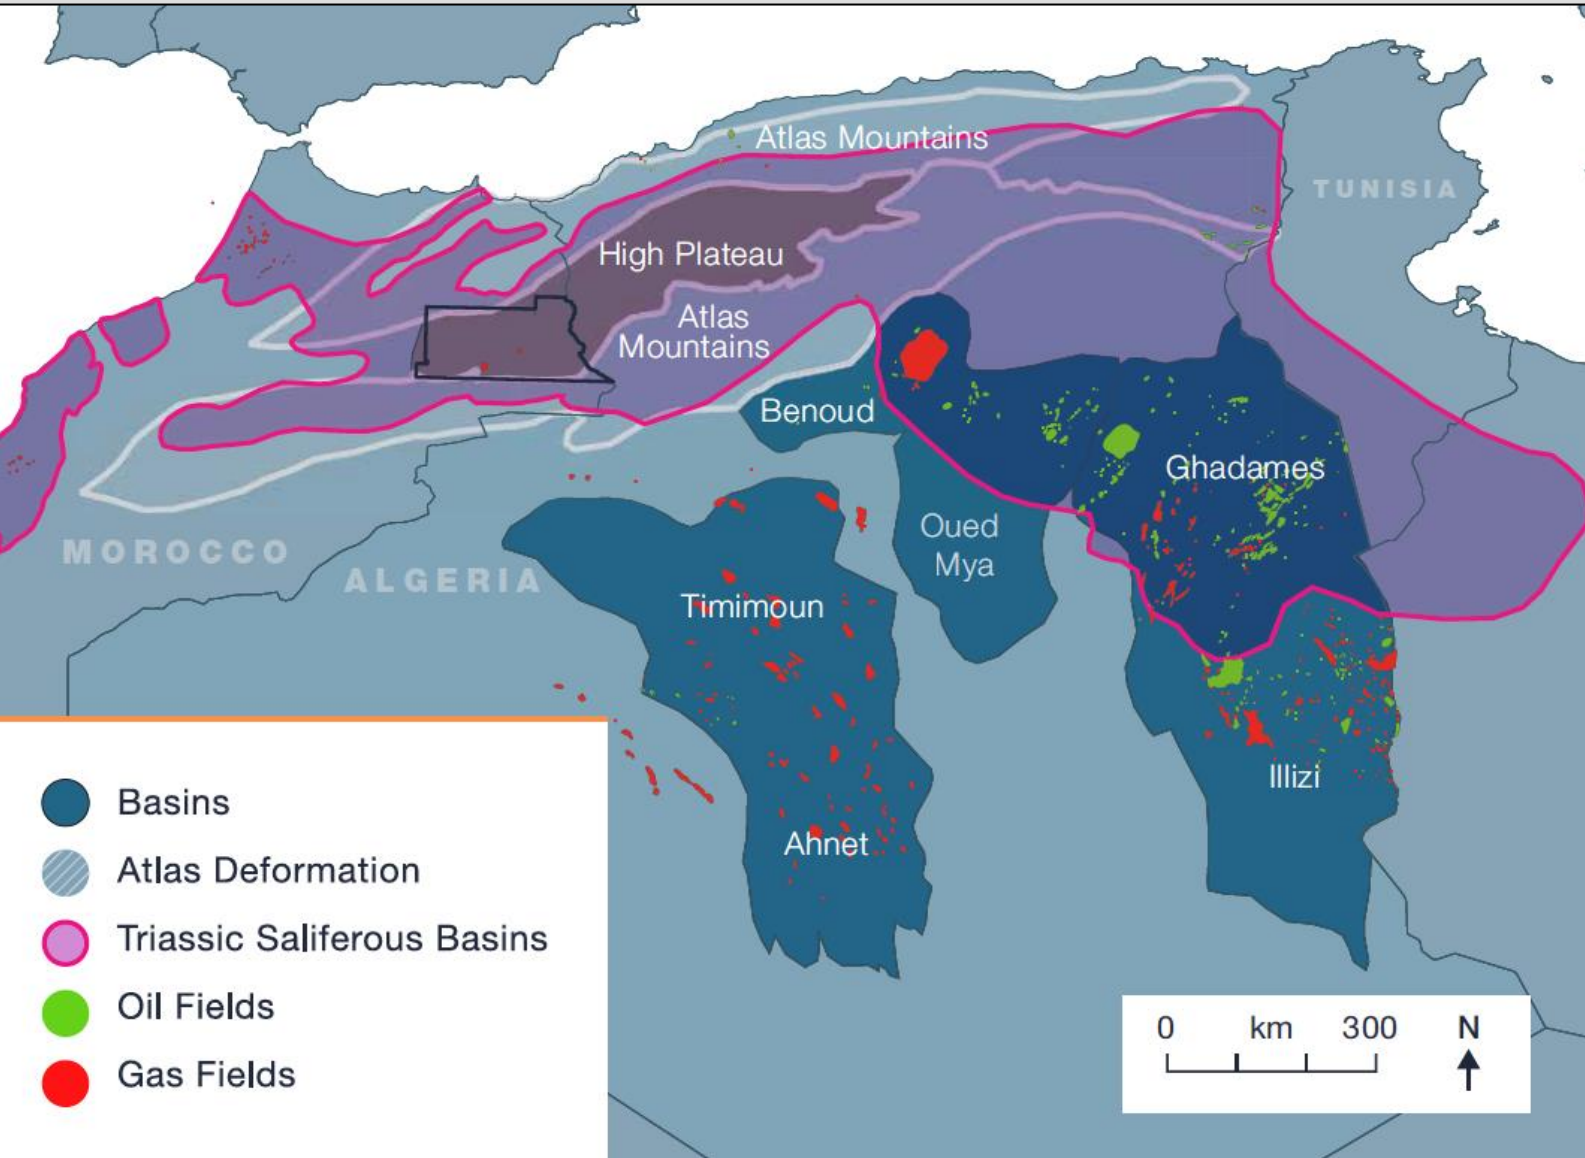 Atlas Mountains
TUNISIA
High Plateau
Atlas
Mountains
Benoud
Ghadames
Oued
Mya
MOROCCO
ALGERIA
Timimoun
Illizi
Ahnet
Basins
Atlas Deformation
Triassic Saliferous Basins
Oil Fields
Gas Fields
0 km 300 N